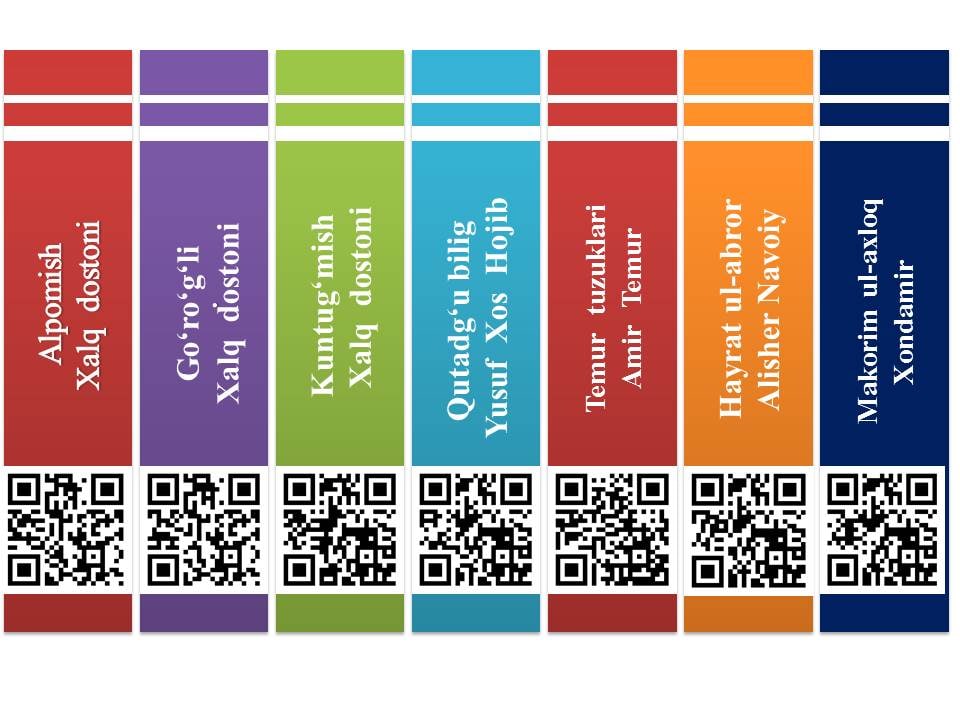 Alpomish
Xalq dostoni
Go‘ro‘g‘li
Xalq dostoni
Kuntug‘mish
Xalq dostoni
Qutadg‘u bilig
Yusuf Xos Hojib
Temur tuzuklari
Amir Temur
Hayrat ul-abror
Alisher Navoiy
Makorim ul-axloq
Xondamir